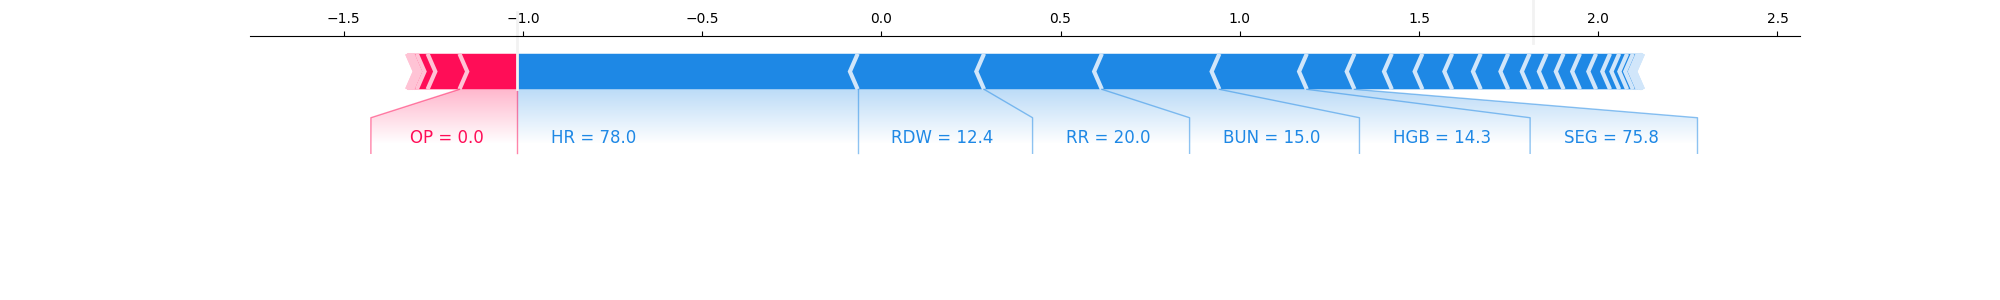 −1.5 −1.0 −0.5 0.0 0.5 1.0 1.5 2.0 2.5
OP = 0.0 HR = 78.0 RDW = 12.4 RR = 20.0 BUN = 15.0 HGB = 14.3 SEG = 75.8